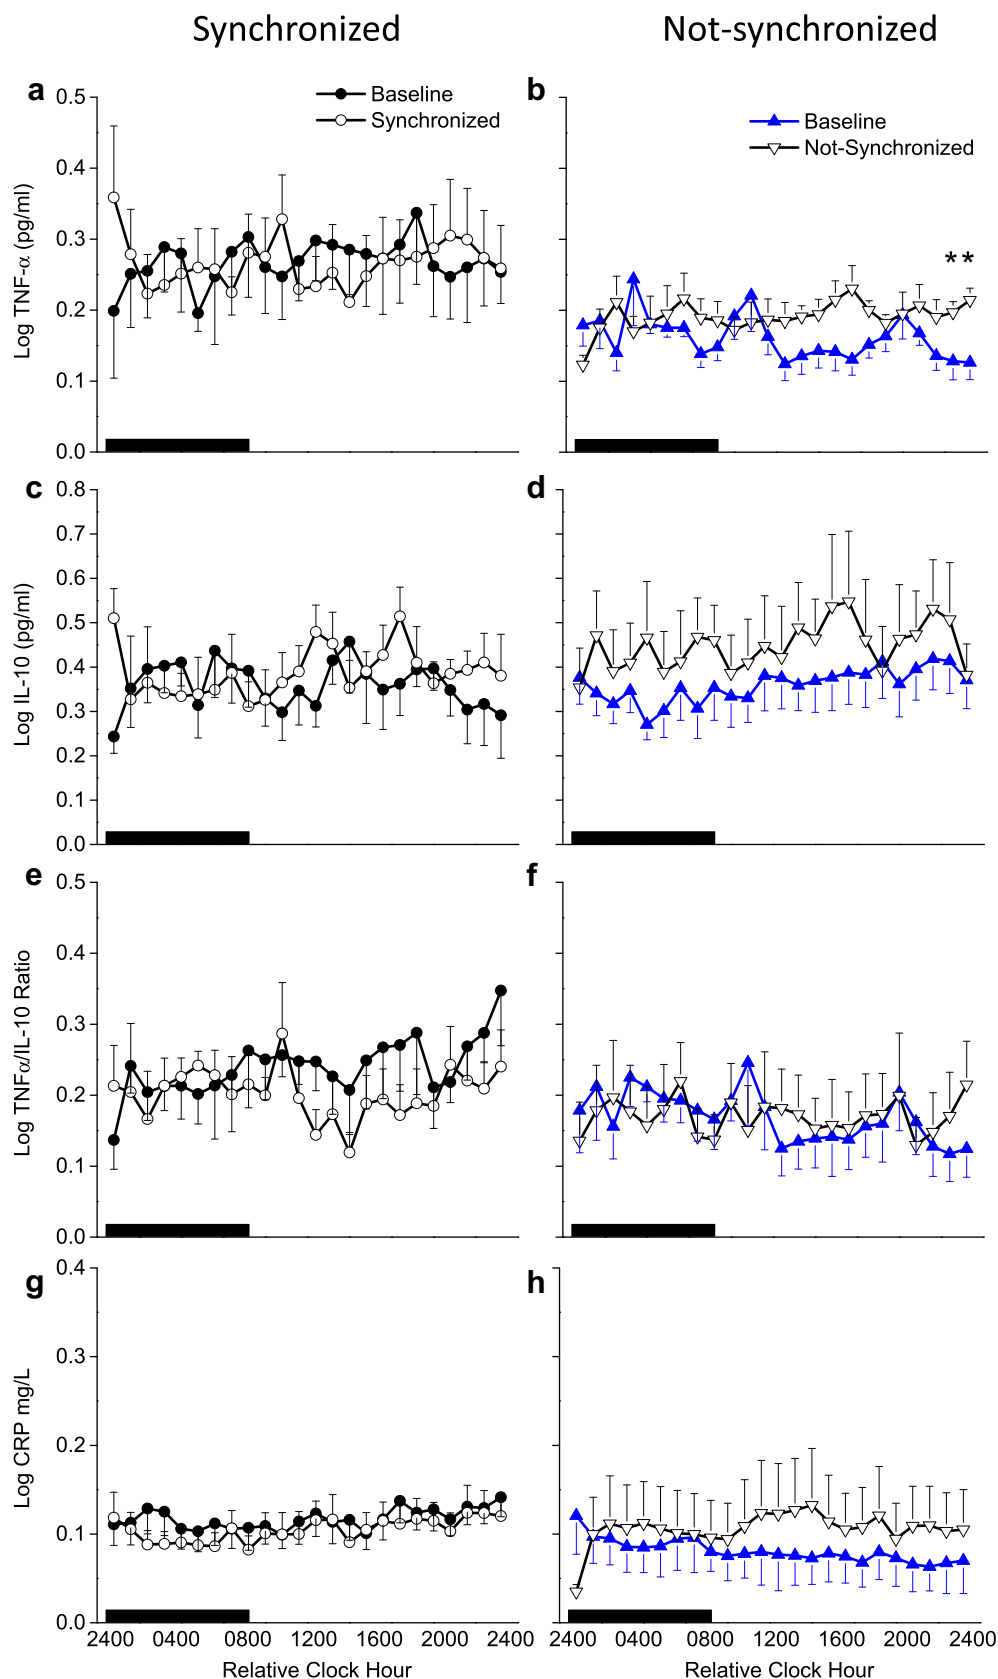 Synchronized Not-synchronized
a b
Baseline
Synchronized
Baseline
Not-Synchronized
Log TNF-α (pg/ml)
0.5
0.4
0.3
0.2
0.1
0.0
**
c d
Log IL-10 (pg/ml)
0.8
0.7
0.6
0.5
0.4
0.3
0.2
0.1
0.0
e f
Log TNFα/IL-10 Ratio
0.5
0.4
0.3
0.2
0.1
0.0
g h
Log CRP mg/L
0.4
0.3
0.2
0.1
0.0
2400 0400 0800 1200 1600 2000 2400 2400 0400 0800 1200 1600 2000 2400
Relative Clock Hour Relative Clock Hour